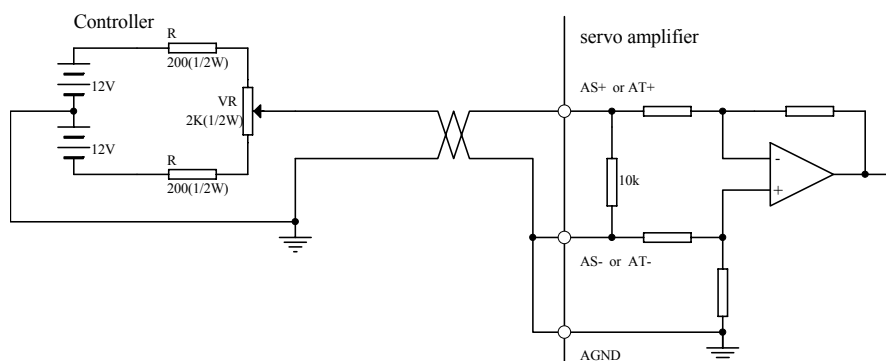 Controller
servo amplifier
R
200(1/2W)
12V
VR
2K(1/2W)
12V
R
200(1/2W)
AS+ or AT+
-
+
10k
AS- or AT-
AGND